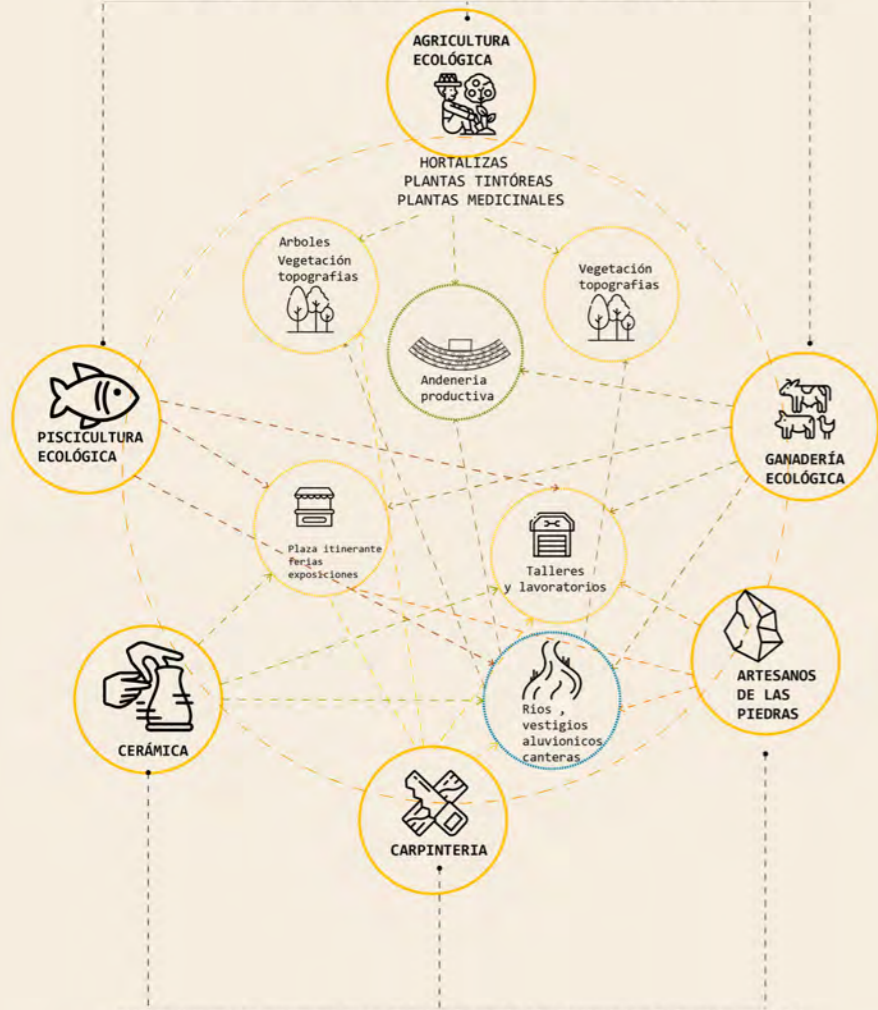 AGRICULTURA
ECOLÓGICA
HORTALIZAS
PLANTAS TINTÓREAS
PLANTAS MEDICINALES
Arboles
Vegetación
topografias
Vegetación
topografias
Andeneria
productiva
PISCICULTURA
ECOLÓGICA
GANADERÍA
ECOLÓGICA
Plaza itinerante
ferias
exposiciones
Talleres
y lavoratorios
CERÁMICA
Rios ,
vestigios
aluvionicos
canteras
ARTESANOS
DE LAS
PIEDRAS
CARPINTERIA